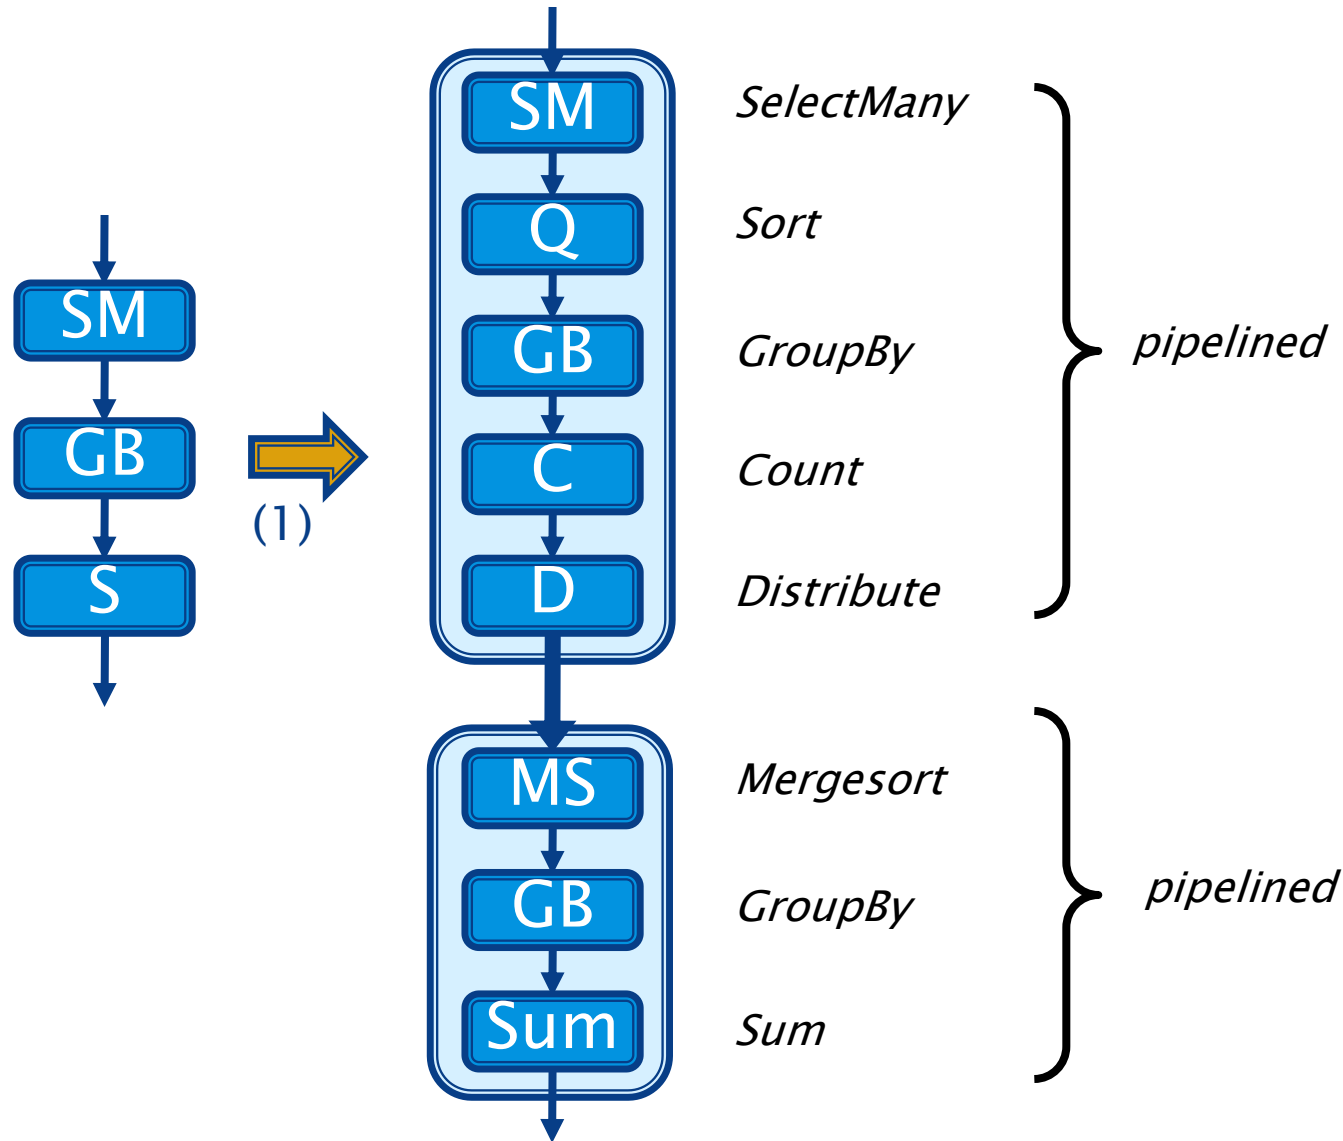 SM
GB
S
(1)
SM
SelectMany
Q
Sort
GB
GroupBy
C
Count
D
Distribute
pipelined
MS
Mergesort
GB
GroupBy
Sum
Sum
pipelined